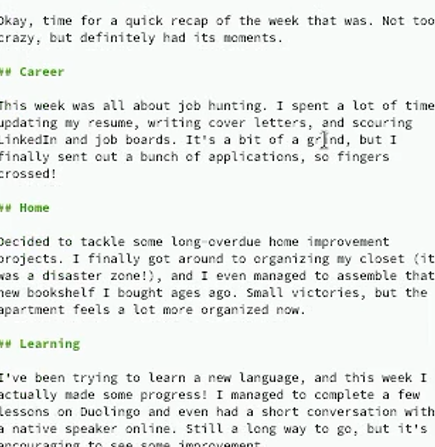 Okay, time for a quick recap of the week that was. Not too
crazy, but definitely had its moments.
## Career
This week was all about job hunting. I spent a lot of time
updating my resume, writing cover letters, and scouring
LinkedIn and job boards. It's a bit of a grind, but I
finally sent out a bunch of applications, so fingers
crossed!
## Home
Decided to tackle some long-overdue home improvement
projects. I finally got around to organizing my closet (it
was a disaster zone!), and I even managed to assemble that
new bookshelf I bought ages ago. Small victories, but the
apartment feels a lot more organized now.
## Learning
I've been trying to learn a new language, and this week I
actually made some progress! I managed to complete a few
lessons on Duolingo and even had a short conversation with
a native speaker online. Still a long way to go, but it's
encouraging to see some improvement.